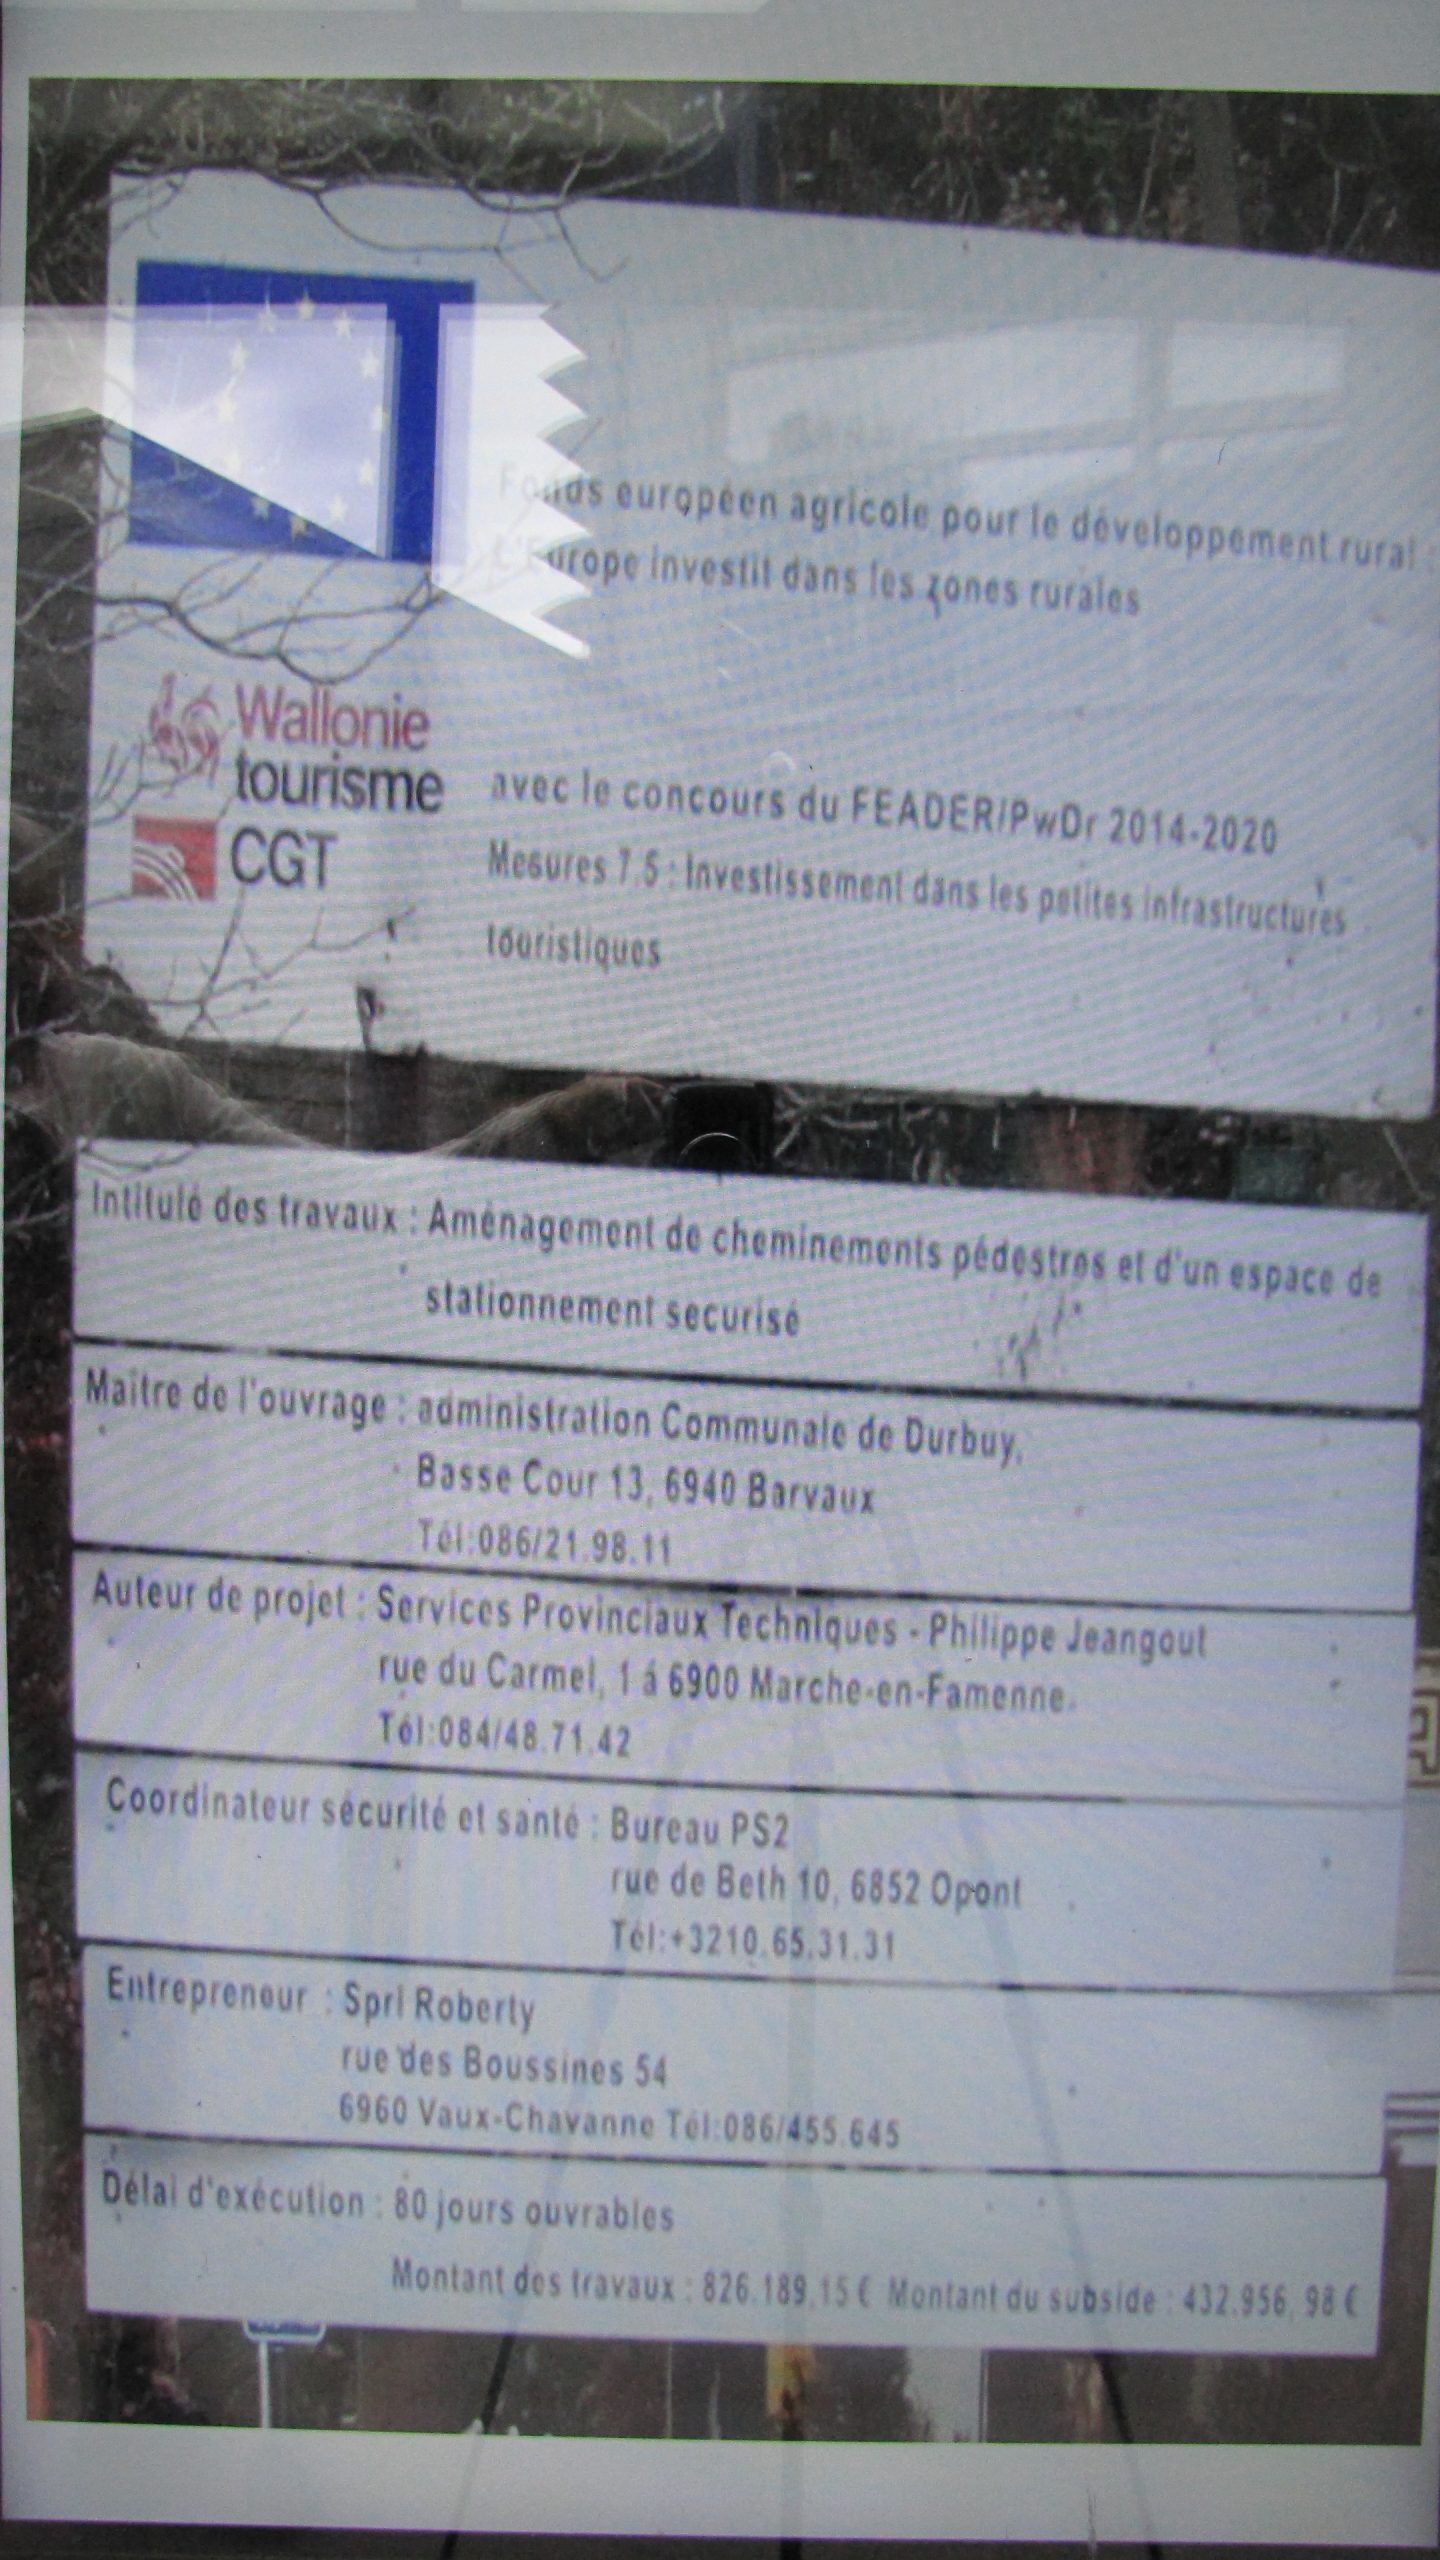 Fonds européen agricole pour le développement rural :
L'Europe investit dans les zones rurales
Wallonie
tourisme
CGT
avec le concours du FEADER/PwDr 2014-2020
Mesures 7.5 : Investissement dans les petites infrastructures
touristiques
Intitulé des travaux : Aménagement de cheminements pédestres et d'un espace de
stationnement securisé
Maitre de l'ouvrage : administration Communale de Durbuy,
Basse Cour 13, 6940 Barvaux
Tél:086/21.98.11
Auteur de projet : Services Provinciaux Techniques - Philippe Jeangout
rue du Carmel, 1 á 6900 Marche-en-Famenne.
Tél:084/48.71.42
Coordinateur sécurité et santé : Bureau PS2
rue de Beth 10, 6852 Opont
Tél:+3210.65.31.31
Entrepreneur : Sprl Roberty
rue des Boussines 54
6960 Vaux-Chavanne Tél:086/455.645
Délai d'exécution : 80 jours ouvrables
Montant des travaux : 826.189,15 € Montant du subside : 432.956, 98 €